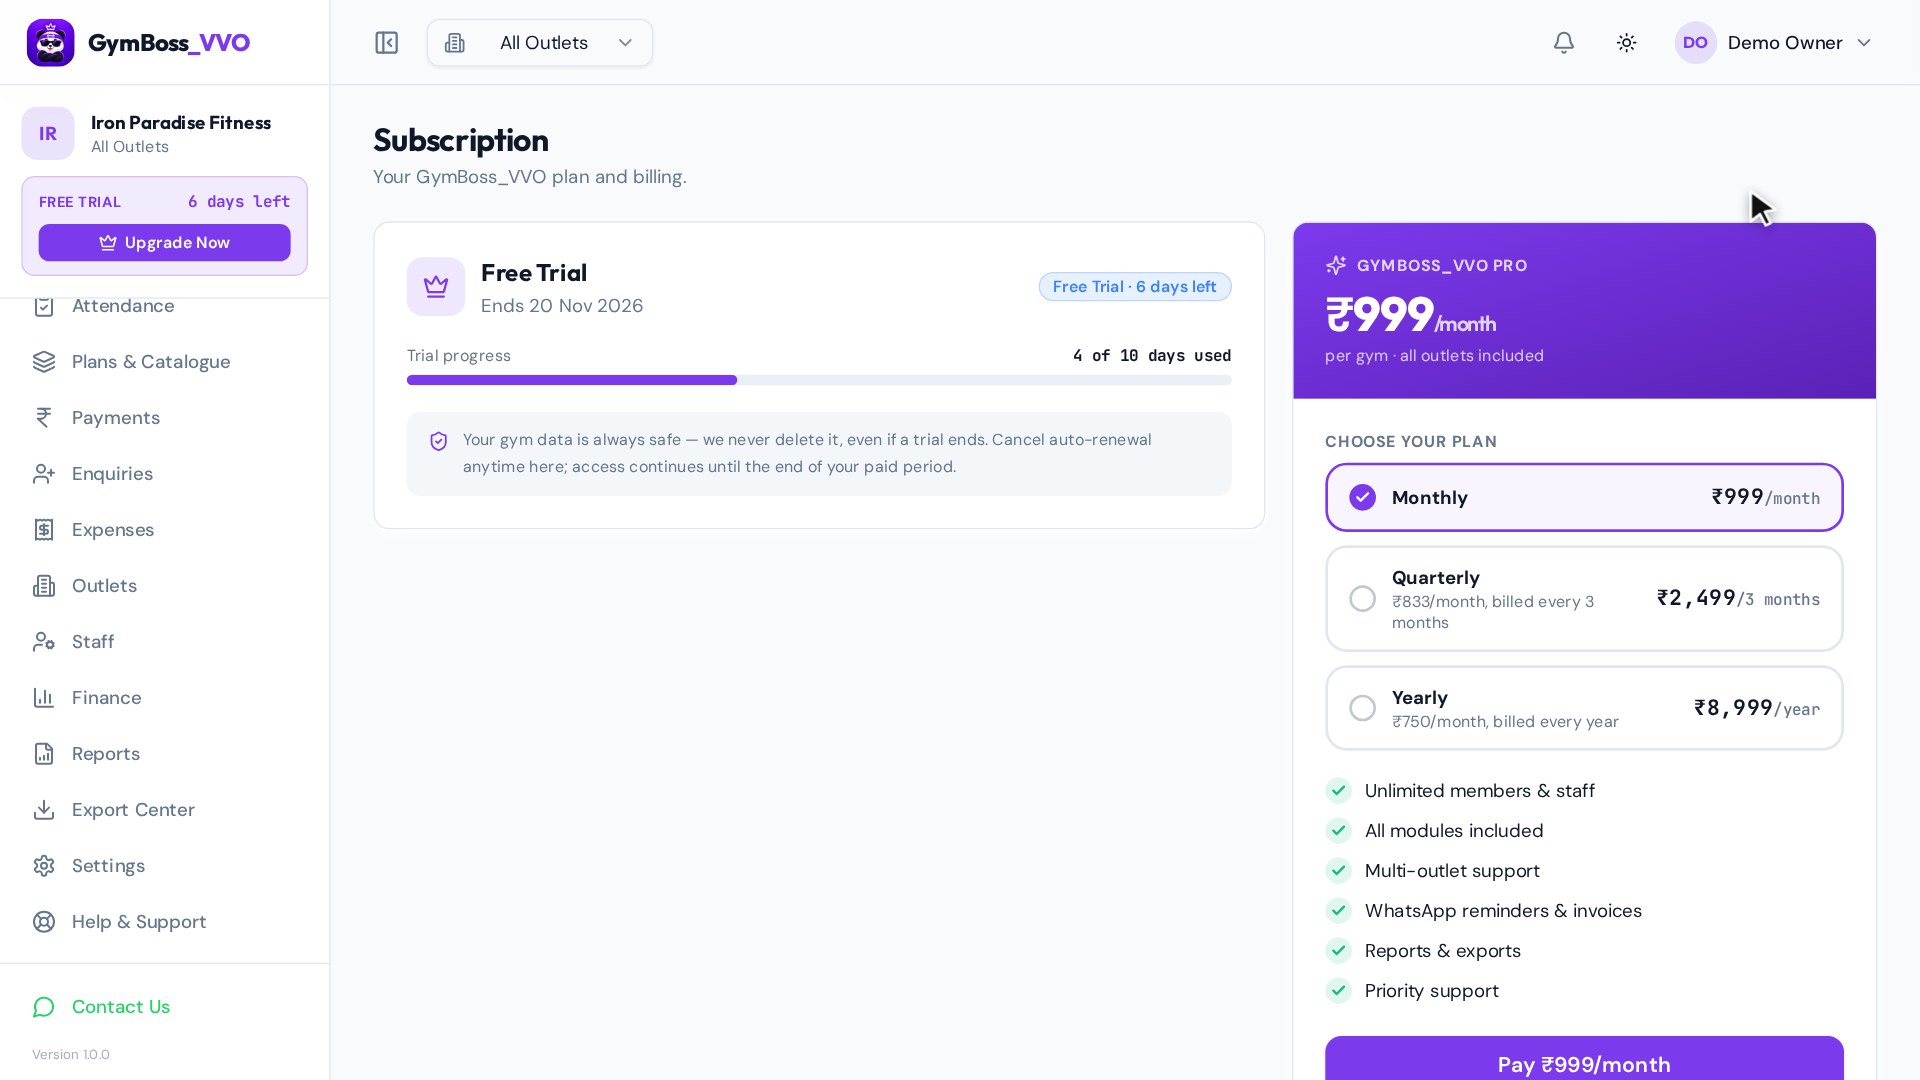 GymBoss_VVO
All Outlets
DO
Demo Owner
IR
Iron Paradise Fitness
All Outlets
FREE TRIAL
6 days left
Upgrade Now
Attendance
Plans & Catalogue
Payments
Enquiries
Expenses
Outlets
Staff
Finance
Reports
Export Center
Settings
Help & Support
Contact Us
Version 1.0.0
Subscription
Your GymBoss_VVO plan and billing.
Free Trial
Ends 20 Nov 2026
Free Trial · 6 days left
Trial progress
4 of 10 days used
Your gym data is always safe — we never delete it, even if a trial ends. Cancel auto-renewal
anytime here; access continues until the end of your paid period.
GYMBOSS_VVO PRO
₹999/month
per gym · all outlets included
CHOOSE YOUR PLAN
Monthly
₹999/month
Quarterly
₹833/month, billed every 3
months
₹2,499/3 months
Yearly
₹750/month, billed every year
₹8,999/year
Unlimited members & staff
All modules included
Multi-outlet support
WhatsApp reminders & invoices
Reports & exports
Priority support
Pay ₹999/month